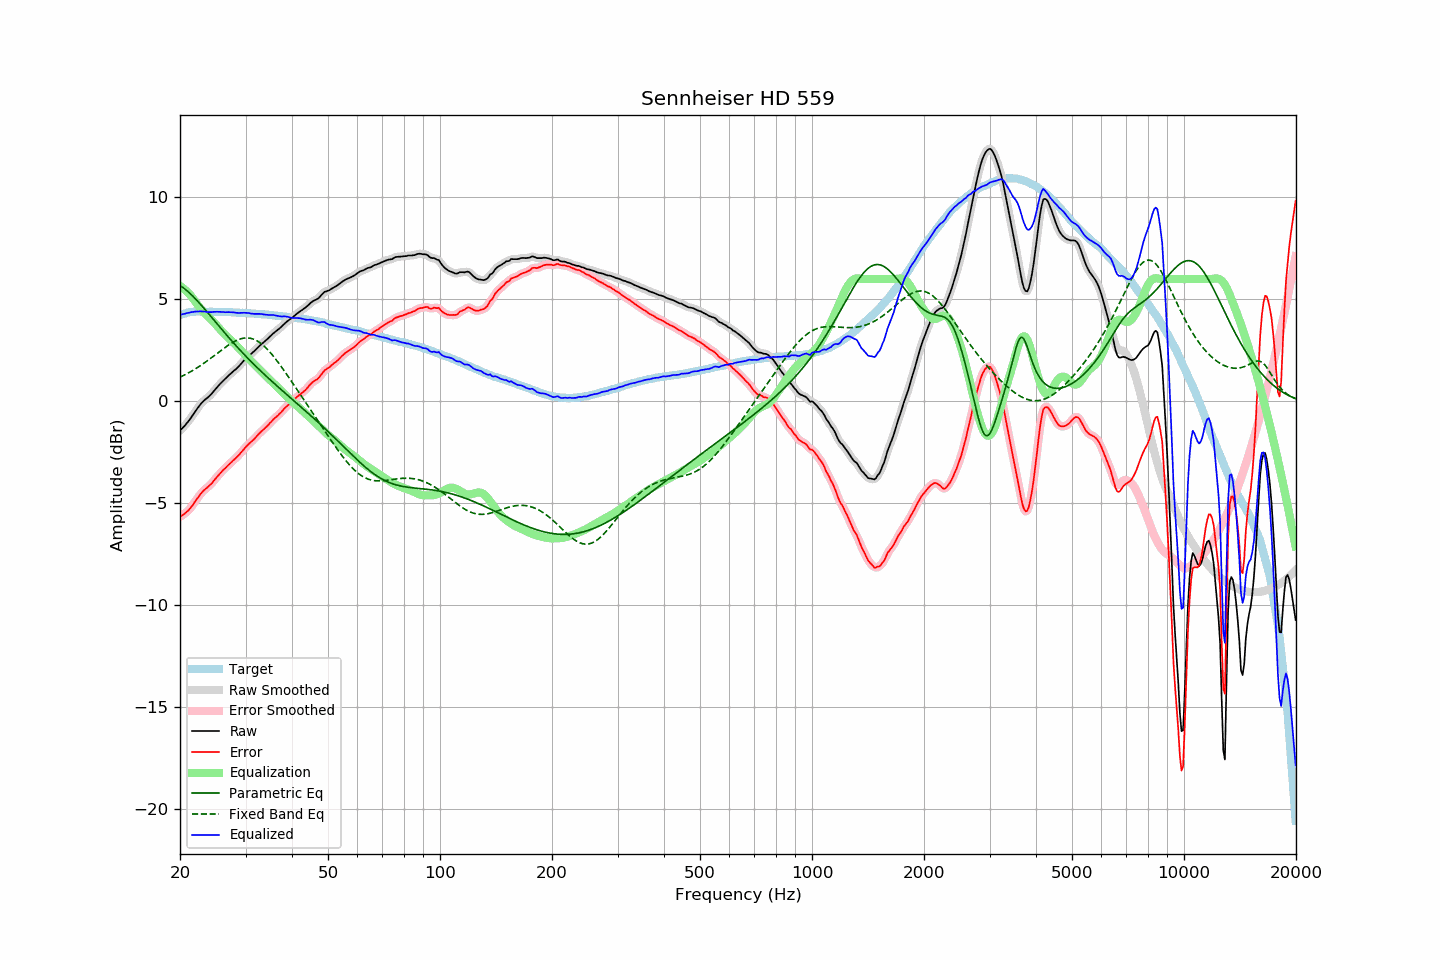 Sennheiser HD 559
Amplitude (dBr)
10
5
0
−5
−10
−15
−20
Target
Raw Smoothed
Error Smoothed
Raw
Error
Equalization
Parametric Eq
Fixed Band Eq
Equalized
20 50 100 200 500 1000 2000 5000 10000 20000
Frequency (Hz)